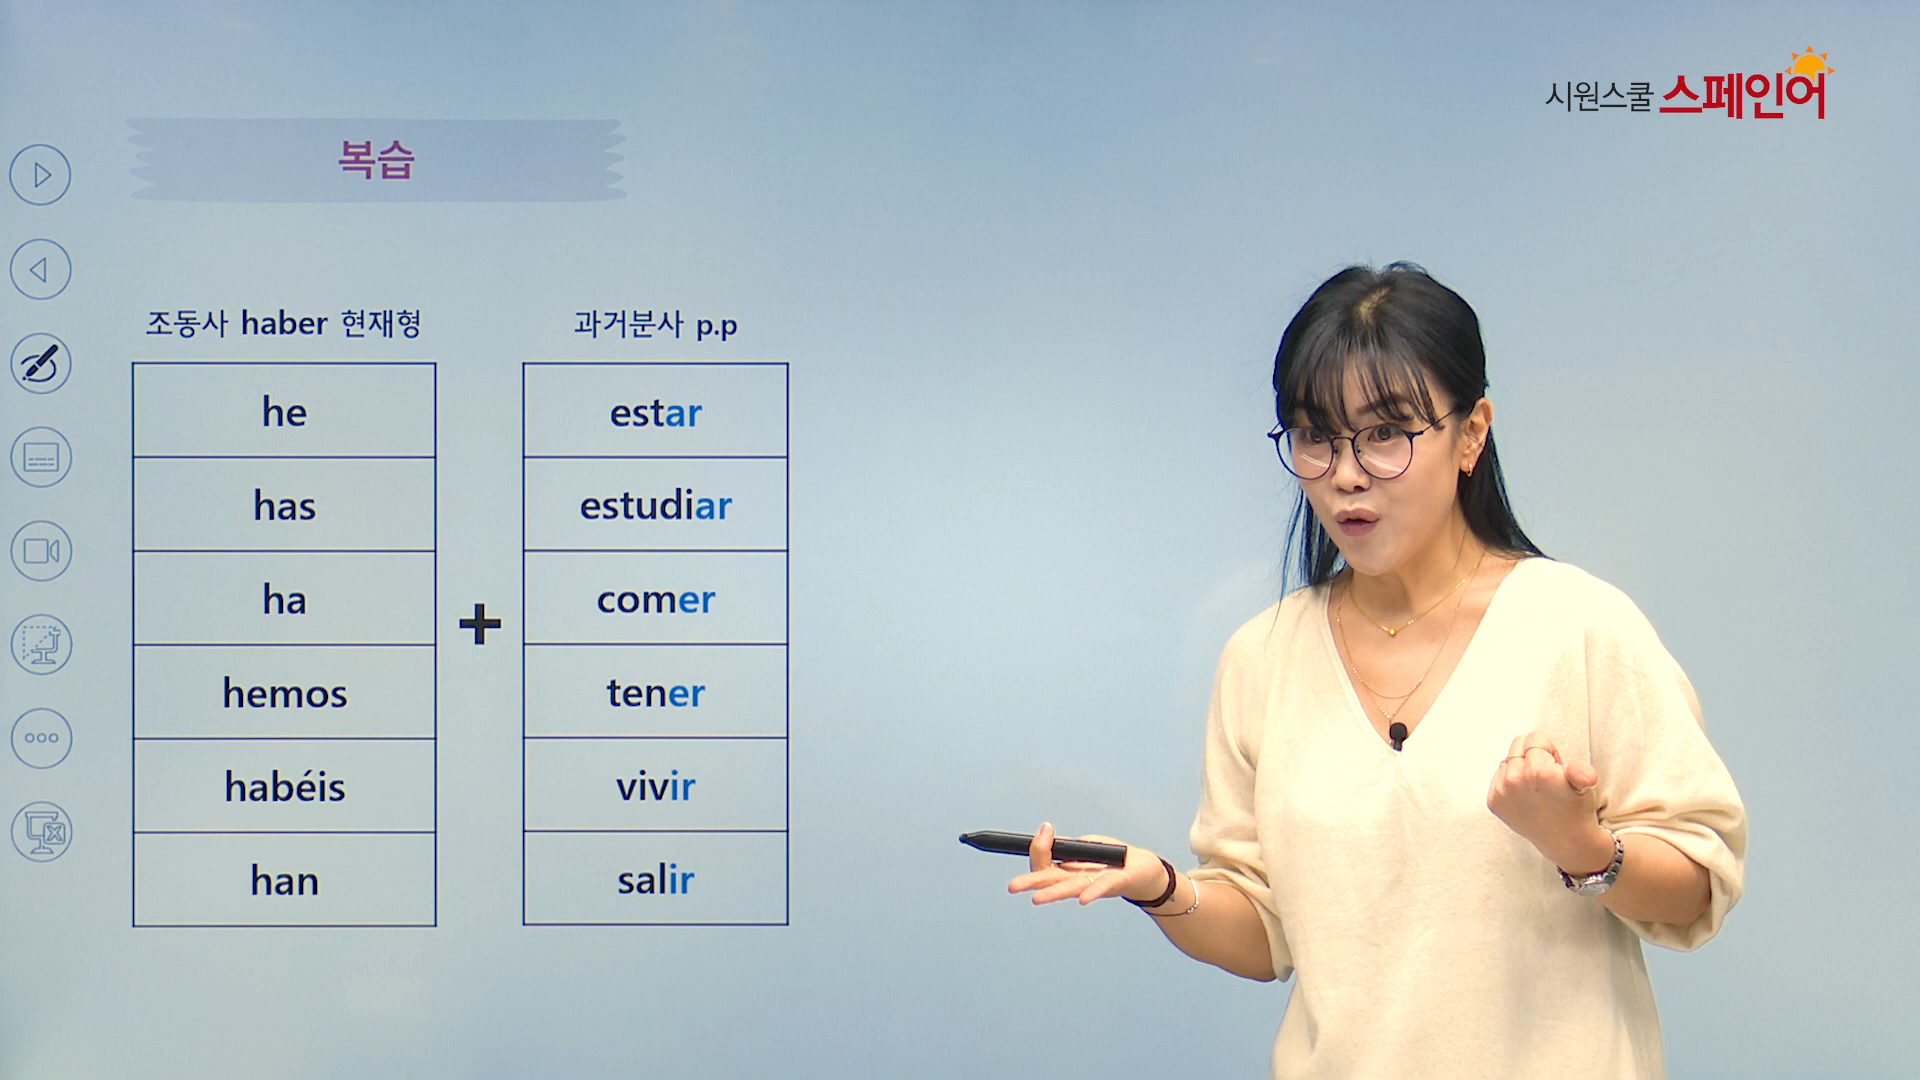 시원스쿨 스페인어
복습
조동사 haber 현재형
과거분사 p.p
he
estar
has
estudiar
ha
comer
+
hemos
tener
habéis
vivir
han
salir